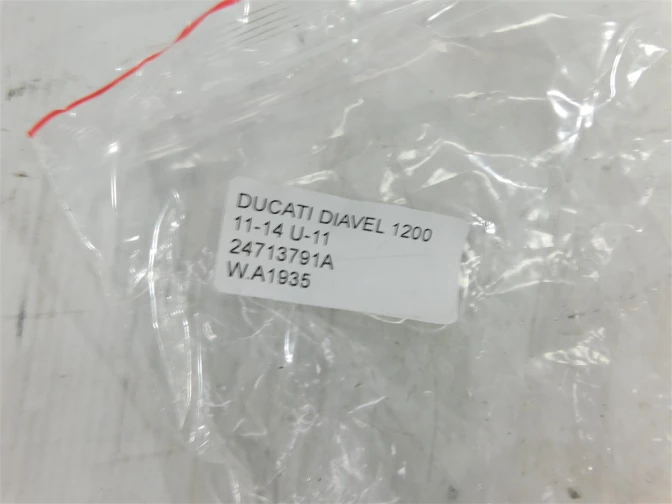 DUCATI DIAVEL 1200
11-14 U-11
24713791A
W.A1935